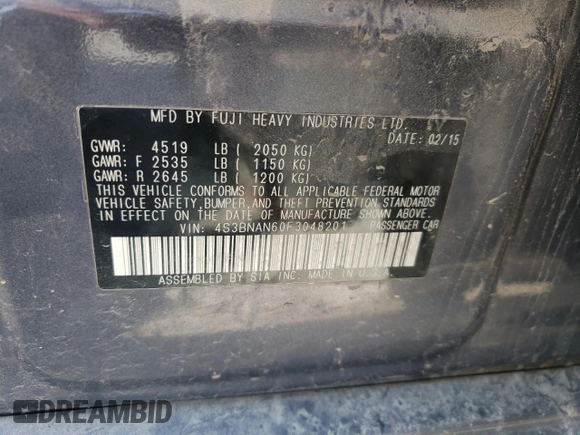 MFD BY FUJI HEAVY INDUSTRIES LTD.
DATE: 02/15
GVWR: 4519 LB ( 2050 KG)
GAWR: F 2535 LB ( 1150 KG)
GAWR: R 2645 LB ( 1200 KG)
THIS VEHICLE CONFORMS TO ALL APPLICABLE FEDERAL MOTOR
VEHICLE SAFETY,BUMPER,AND THEFT PREVENTION STANDARDS
IN EFFECT ON THE DATE OF MANUFACTURE SHOWN ABOVE.
VIN: 4S3BNAN60F3048201 PASSENGER CAR
ASSEMBLED BY SIA INC. IN U.S.A.
DREAMBID